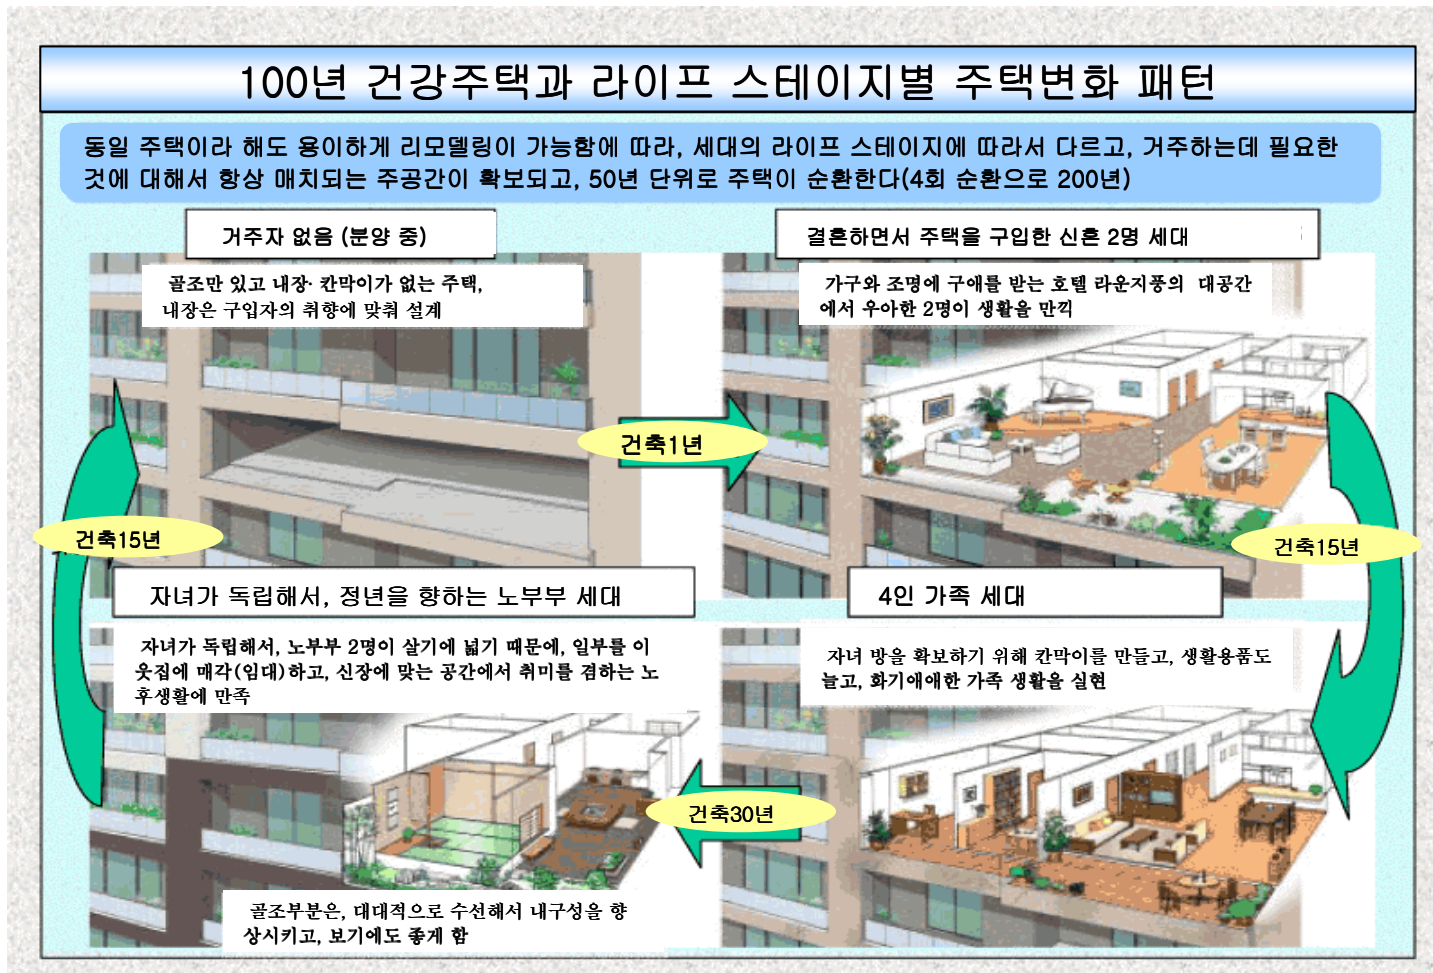 100년 건강주택과 라이프 스테이지별 주택변화 패턴
동일 주택이라 해도 용이하게 리모델링이 가능함에 따라, 세대의 라이프 스테이지에 따라서 다르고, 거주하는데 필요한
것에 대해서 항상 매치되는 주공간이 확보되고, 50년 단위로 주택이 순환한다(4회 순환으로 200년)
거주자 없음 (분양 중)
골조만 있고 내장· 칸막이가 없는 주택,
내장은 구입자의 취향에 맞춰 설계
건축1년
결혼하면서 주택을 구입한 신혼 2명 세대
가구와 조명에 구애를 받는 호텔 라운지풍의 대공간
에서 우아한 2명이 생활을 만끽
건축15년
4인 가족 세대
자녀 방을 확보하기 위해 칸막이를 만들고, 생활용품도
늘고, 화기애애한 가족 생활을 실현
건축30년
자녀가 독립해서, 정년을 향하는 노부부 세대
자녀가 독립해서, 노부부 2명이 살기에 넓기 때문에, 일부를 이
웃집에 매각(임대)하고, 신장에 맞는 공간에서 취미를 겸하는 노
후생활에 만족
골조부분은, 대대적으로 수선해서 내구성을 향
상시키고, 보기에도 좋게 함
건축15년